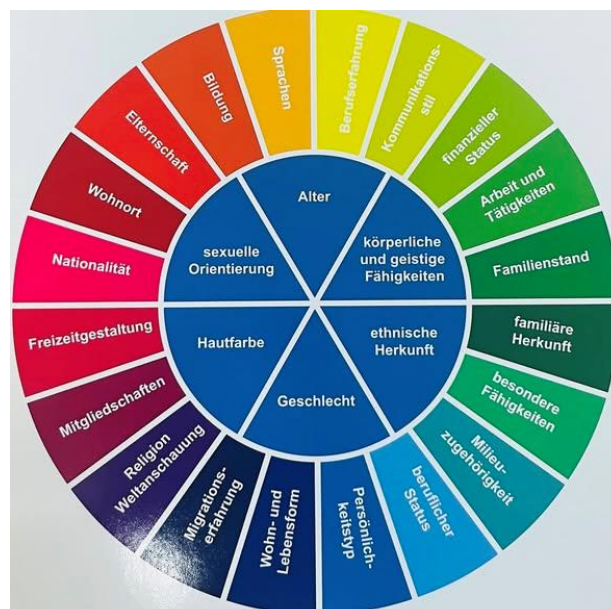 Sprachen
Berufserfahrung
Kommunikations-
stil
finanzieller
Status
Arbeit und
Tätigkeiten
Familienstand
familiäre
Herkunft
besondere
Fähigkeiten
Milieu-
zugehörigkeit
beruflicher
Status
Persönlich-
keitstyp
Wohn- und
Lebensform
Migrations-
erfahrung
Religion
Weltanschauung
Mitgliedschaften
Freizeitgestaltung
Nationalität
Wohnort
Elternschaft
Bildung
Alter
körperliche
und geistige
Fähigkeiten
ethnische
Herkunft
Geschlecht
Hautfarbe
sexuelle
Orientierung